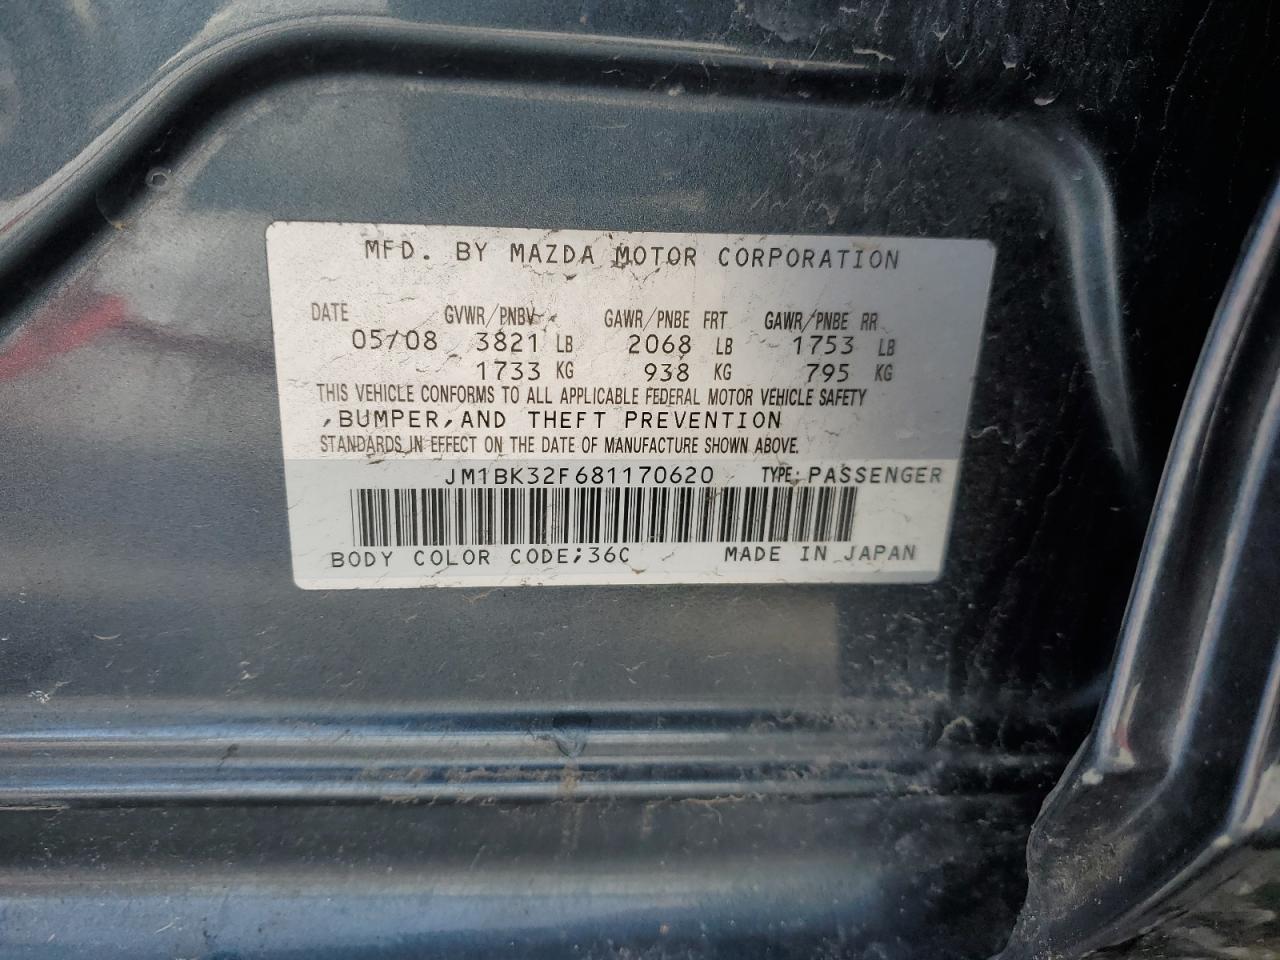 MFD. BY MAZDA MOTOR CORPORATION
DATE GVWR/PNBV GAWR/PNBE FRT GAWR/PNBE RR
05/08 3821 LB 2068 LB 1753 LB
1733 KG 938 KG 795 KG
THIS VEHICLE CONFORMS TO ALL APPLICABLE FEDERAL MOTOR VEHICLE SAFETY
,BUMPER,AND THEFT PREVENTION
STANDARDS IN EFFECT ON THE DATE OF MANUFACTURE SHOWN ABOVE.
JM1BK32F681170620 TYPE: PASSENGER
BODY COLOR CODE;36C MADE IN JAPAN